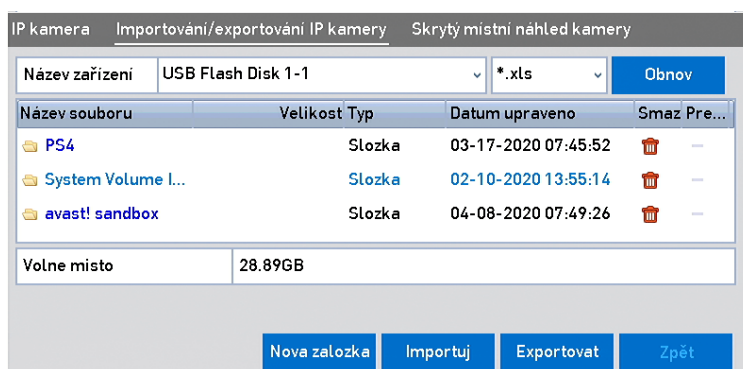 IP kamera Importování/exportování IP kamery Skrytý místní náhled kamery
Název zařízení USB Flash Disk 1-1 *.xls Obnov
Název souboru Velikost Typ Datum upraveno Smaz Pre...
PS4 Slozka 03-17-2020 07:45:52
System Volume I... Slozka 02-10-2020 13:55:14
avast! sandbox Slozka 04-08-2020 07:49:26
Volne misto 28.89GB
Nova zalozka Importuj Exportovat Zpět